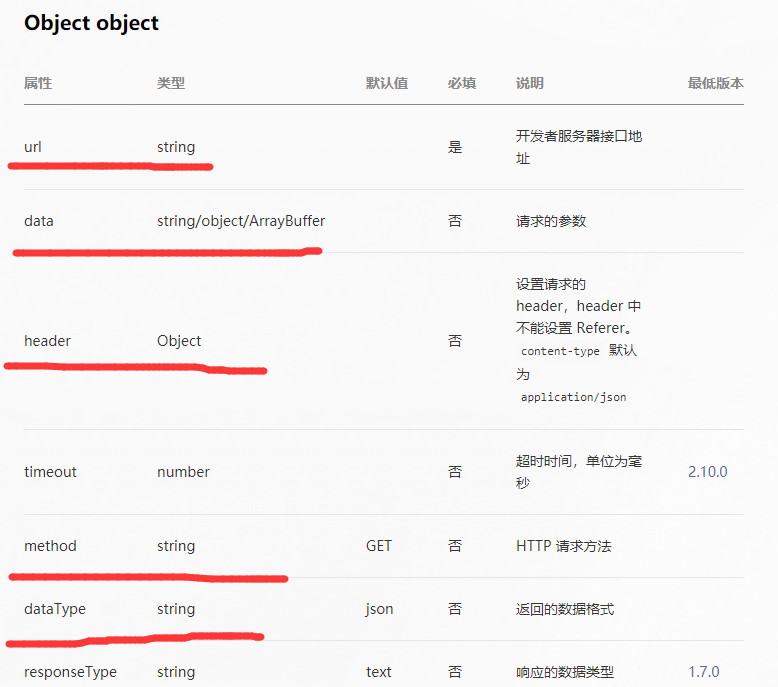 Object object
属性 类型 默认值 必填 说明 最低版本
url string 是 开发者服务器接口地
址
data string/object/ArrayBuffer 否 请求的参数
设置请求的
header，header 中
不能设置 Referer。
header Object 否
content-type 默认
为
application/json
timeout number 否 超时时间，单位为毫
秒 2.10.0
method string GET 否 HTTP 请求方法
dataType string json 否 返回的数据格式
responseType string text 否 响应的数据类型 1.7.0